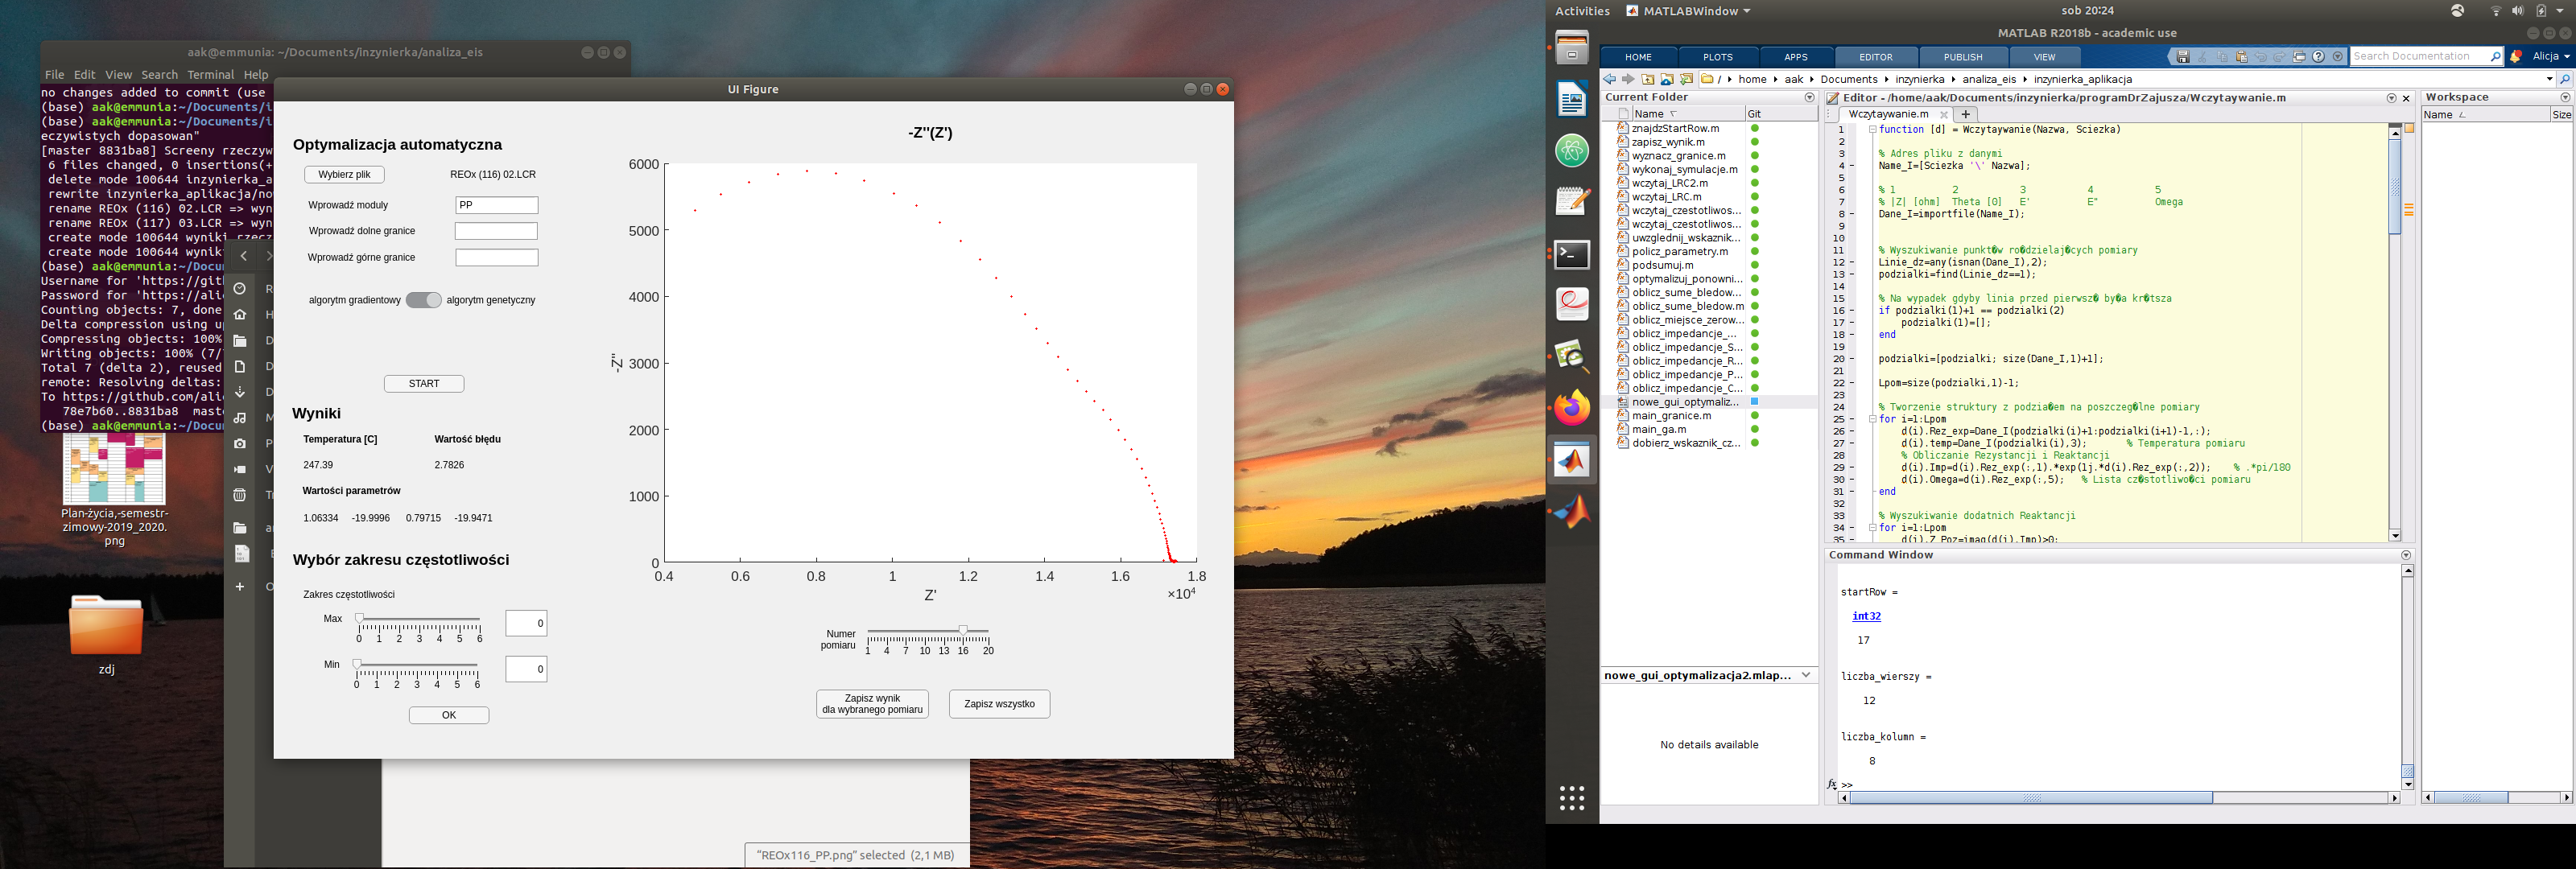 aak@emmunia: ~/Documents/inzynierka/analiza_eis
File Edit View Search Terminal Help
no changes added to commit (use
(base) aak@emmunia:~/Documents/i
(base) aak@emmunia:~/Documents/i
eczywistych dopasowan"
[master 8831ba8] Screeny rzeczyw
6 files changed, 0 insertions(+
delete mode 100644 inzynierka_a
rewrite inzynierka_aplikacja/no
rename REOx (116) 02.LCR => wyn
rename REOx (117) 03.LCR => wyn
create mode 100644 wyniki_rzecz
create mode 100644 wyniki
(base) aak@emmunia:~/Docu
Username for 'https://gith
Password for 'https://alic
Counting objects: 7, done
Delta compression using up
Compressing objects: 100%
Writing objects: 100% (7/
Total 7 (delta 2), reused
remote: Resolving deltas:
To https://github.com/alic
78e7b60..8831ba8 maste
(base) aak@emmunia:~/Docu
Plan-życia,-semestr-
zimowy-2019_2020.
png
zdj
UI Figure
Optymalizacja automatyczna
Wybierz plik
REOx (116) 02.LCR
Wprowadź moduły
PP
Wprowadź dolne granice
Wprowadź górne granice
algorytm gradientowy
algorytm genetyczny
START
Wyniki
Temperatura [C]
Wartość błędu
247.39
2.7826
Wartości parametrów
1.06334 -19.9996 0.79715 -19.9471
Wybór zakresu częstotliwości
Zakres częstotliwości
Max
0 1 2 3 4 5 6
0
Min
0 1 2 3 4 5 6
0
OK
-Z''(Z')
6000
5000
4000
3000
2000
1000
0
-Z''
0.4 0.6 0.8 1 1.2 1.4 1.6 1.8
Z'
×10⁴
Numer
pomiaru
1 4 7 10 13 16 20
Zapisz wynik
dla wybranego pomiaru
Zapisz wszystko
"REOx116_PP.png" selected (2,1 MB)
Activities
MATLABWindow
sob 20:24
MATLAB R2018b - academic use
HOME PLOTS APPS EDITOR PUBLISH VIEW
Search Documentation
Alicja
/ ▸ home ▸ aak ▸ Documents ▸ inzynierka ▸ analiza_eis ▸ inzynierka_aplikacja
Current Folder
Name
Git
znajdzStartRow.m
zapisz_wynik.m
wyznacz_granice.m
wykonaj_symulacje.m
wczytaj_LRC2.m
wczytaj_LRC.m
wczytaj_czestotliwos...
wczytaj_czestotliwos...
uwzglednij_wskaznik...
policz_parametry.m
podsumuj.m
optymalizuj_ponowni...
oblicz_sume_bledow...
oblicz_sume_bledow.m
oblicz_miejsce_zerow...
oblicz_impedancje_...
oblicz_impedancje_S...
oblicz_impedancje_R...
oblicz_impedancje_P...
oblicz_impedancje_C...
nowe_gui_optymaliz...
main_granice.m
main_ga.m
dobierz_wskaznik_cz...
nowe_gui_optymalizacja2.mlap...
No details available
Editor - /home/aak/Documents/inzynierka/programDrZajusza/Wczytaywanie.m
Wczytaywanie.m
1 function [d] = Wczytaywanie(Nazwa, Sciezka)
2
3 % Adres pliku z danymi
4 Name_I=[Sciezka '\' Nazwa];
5
6 % 1 2 3 4 5
7 % |Z| [ohm] Theta [O] E' E" Omega
8 Dane_I=importfile(Name_I);
9
10
11 % Wyszukiwanie punkt�w ro�dzielaj�cych pomiary
12 Linie_dz=any(isnan(Dane_I),2);
13 podzialki=find(Linie_dz==1);
14
15 % Na wypadek gdyby linia przed pierwsz� by�a kr�tsza
16 if podzialki(1)+1 == podzialki(2)
17 podzialki(1)=[];
18 end
19
20 podzialki=[podzialki; size(Dane_I,1)+1];
21
22 Lpom=size(podzialki,1)-1;
23
24 % Tworzenie struktury z podzia�em na poszczeg�lne pomiary
25 for i=1:Lpom
26 d(i).Rez_exp=Dane_I(podzialki(i)+1:podzialki(i+1)-1,:);
27 d(i).temp=Dane_I(podzialki(i),3); % Temperatura pomiaru
28 % Obliczanie Rezystancji i Reaktancji
29 d(i).Imp=d(i).Rez_exp(:,1).*exp(1j.*d(i).Rez_exp(:,2)); % .*pi/180
30 d(i).Omega=d(i).Rez_exp(:,5); % Lista cz�stotliwo�ci pomiaru
31 end
32
33 % Wyszukiwanie dodatnich Reaktancji
34 for i=1:Lpom
35 d(i).Z_Poz=imag(d(i).Imp)>0;
Command Window
startRow =
int32
17
liczba_wierszy =
12
liczba_kolumn =
8
fx >>
Workspace
Name
Size